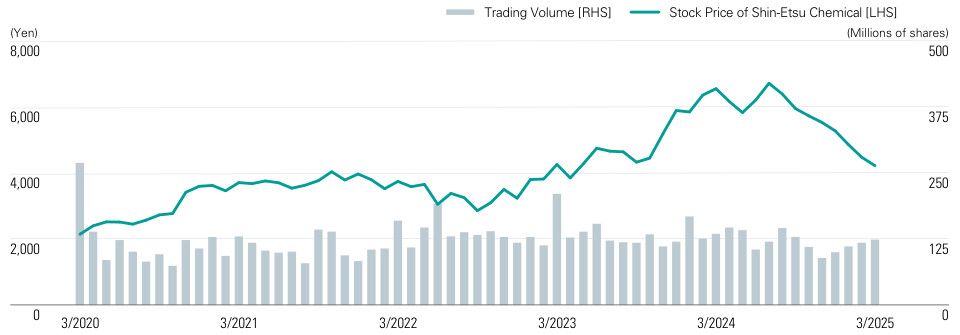 Trading Volume [RHS] Stock Price of Shin-Etsu Chemical [LHS]
(Yen) (Millions of shares)
8,000 500
6,000 375
4,000 250
2,000 125
0 0
3/2020 3/2021 3/2022 3/2023 3/2024 3/2025